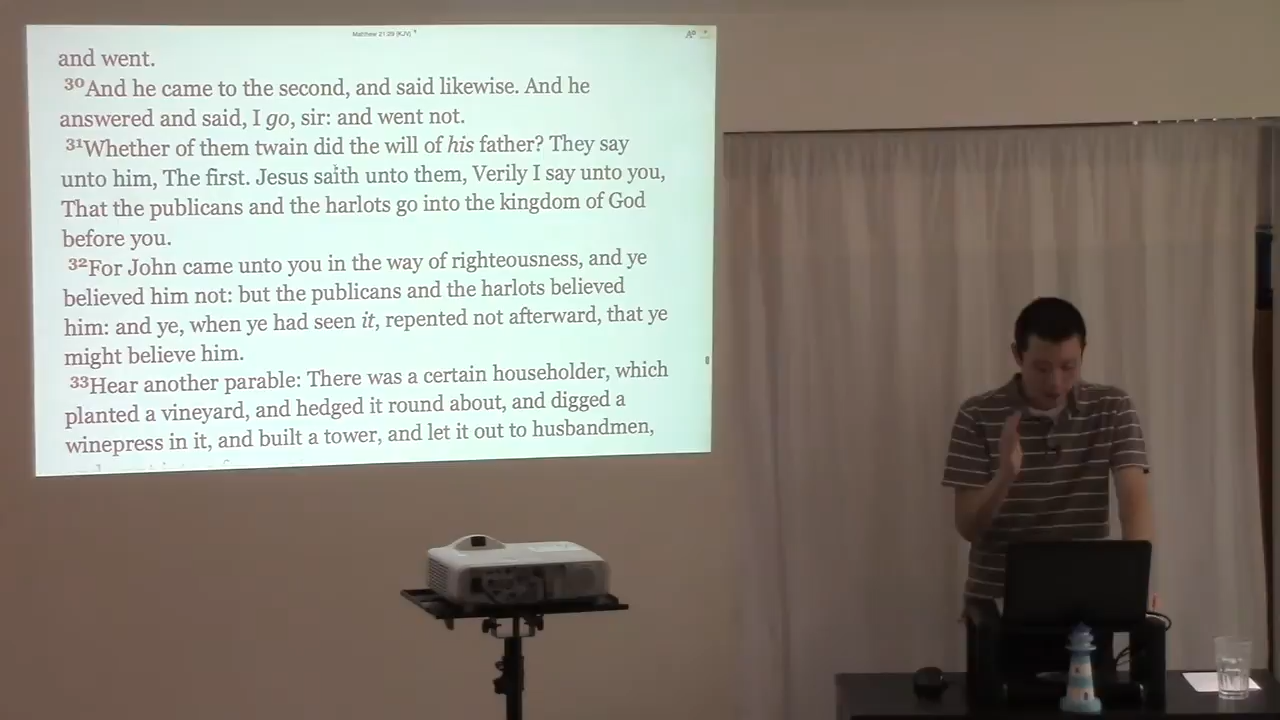 Matthew 21:29 (KJV)
and went.
30And he came to the second, and said likewise. And he
answered and said, I go, sir: and went not.
31Whether of them twain did the will of his father? They say
unto him, The first. Jesus saith unto them, Verily I say unto you,
That the publicans and the harlots go into the kingdom of God
before you.
32For John came unto you in the way of righteousness, and ye
believed him not: but the publicans and the harlots believed
him: and ye, when ye had seen it, repented not afterward, that ye
might believe him.
33Hear another parable: There was a certain householder, which
planted a vineyard, and hedged it round about, and digged a
winepress in it, and built a tower, and let it out to husbandmen,